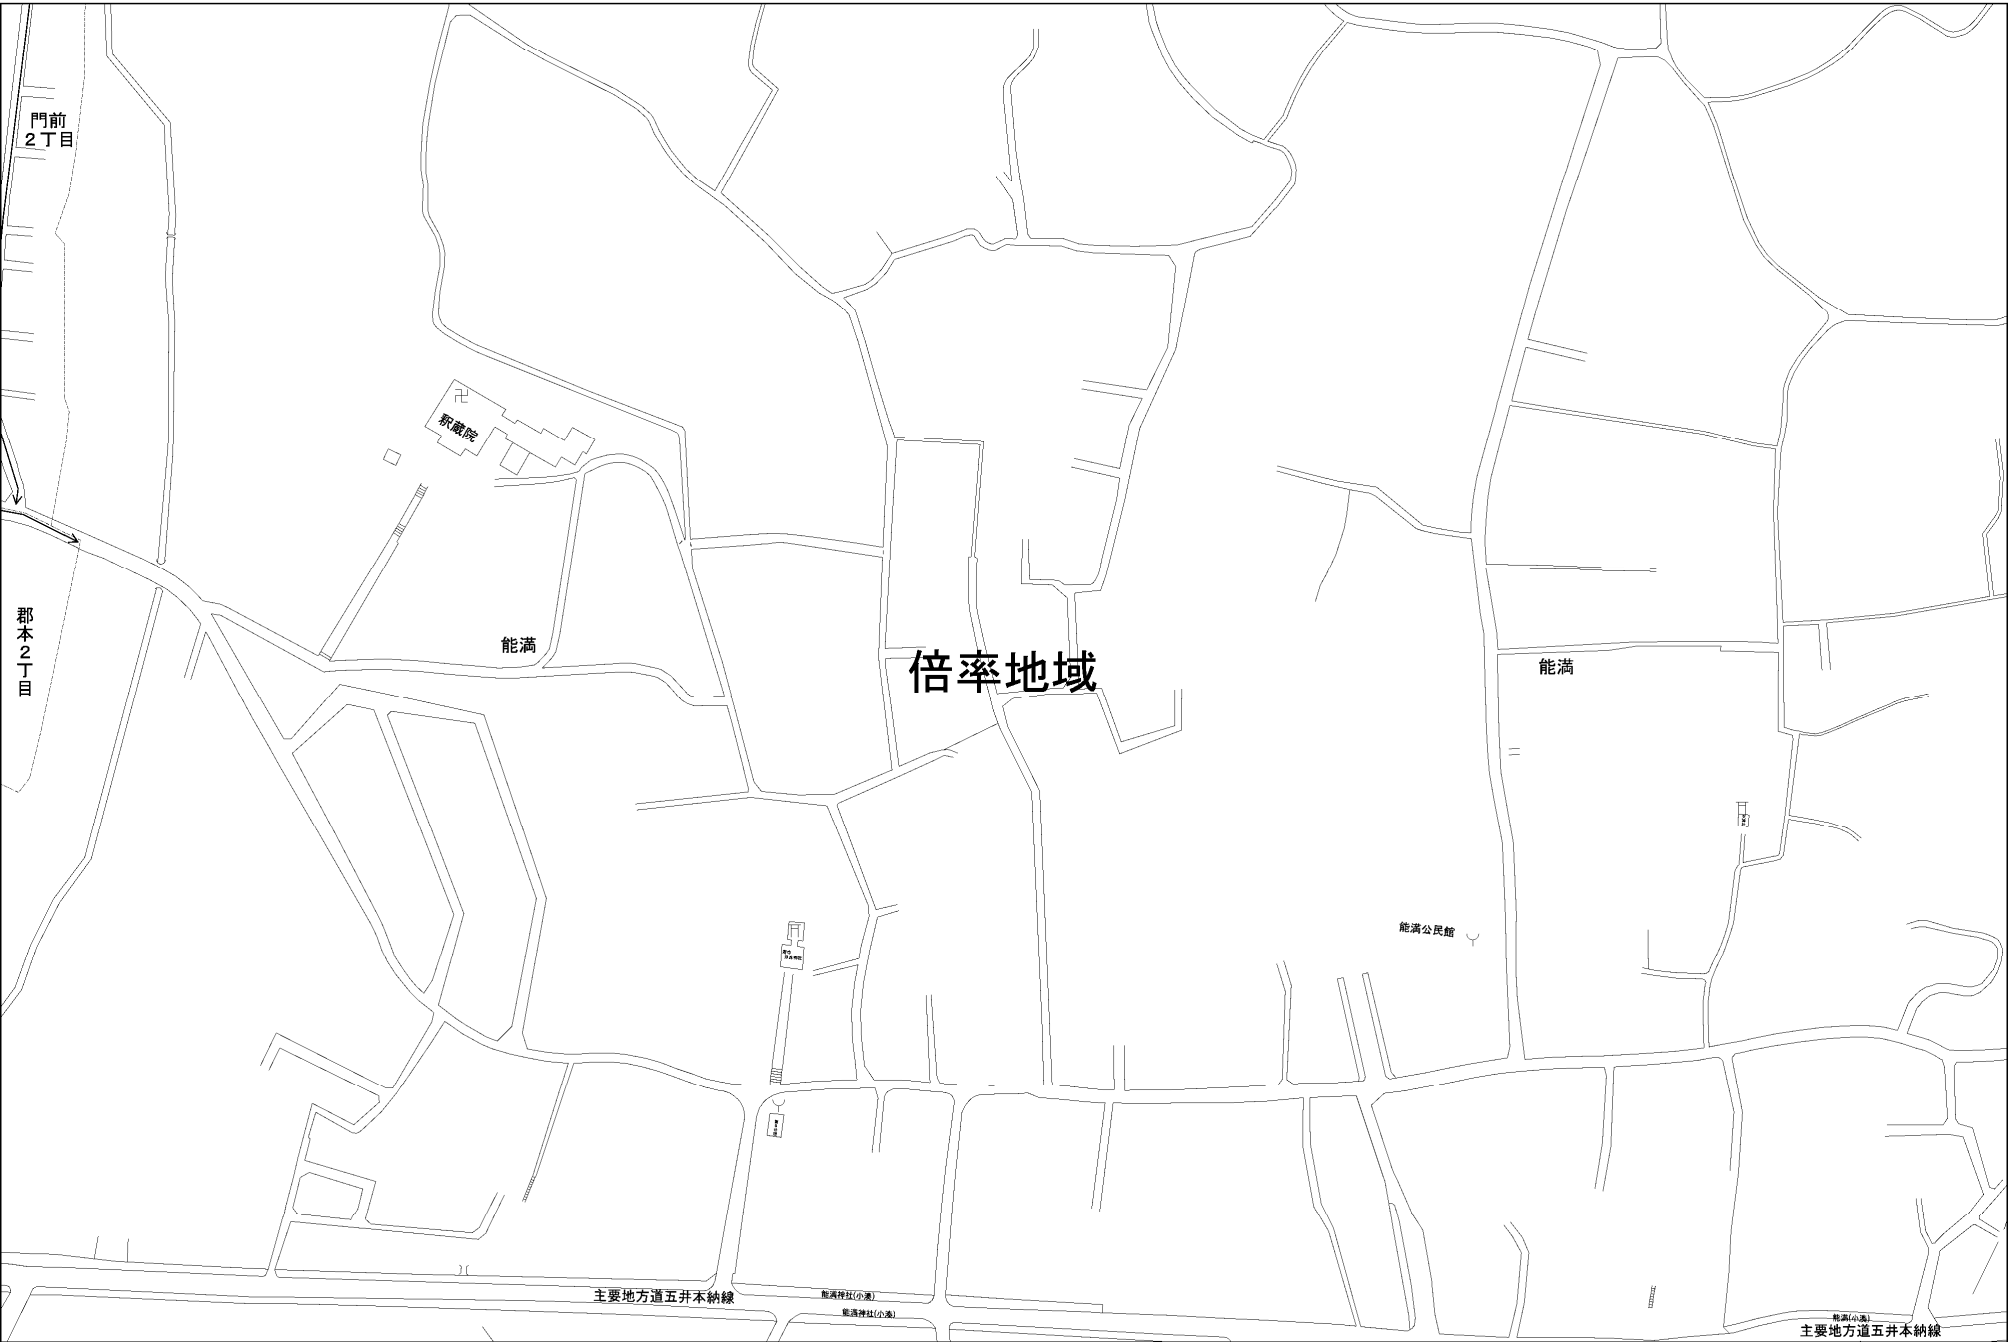 門前
2丁目
釈蔵院
郡
本
2
丁
目
能満
倍率地域
能満
能満公民館
主要地方道五井本納線
能満神社(小湊)
能満神社(小湊)
能満(小湊)
主要地方道五井本納線